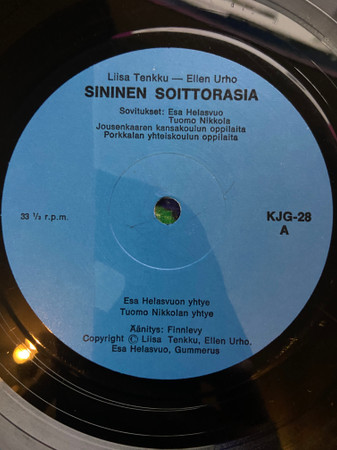 Liisa Tenkku — Ellen Urho
SININEN SOITTORASIA
Sovitukset: Esa Helasvuo
Tuomo Nikkola
Jousenkaaren kansakoulun oppilaita
Porkkalan yhteiskoulun oppilaita
33 ⅓ r.p.m.
KJG-28
A
Esa Helasvuon yhtye
Tuomo Nikkolan yhtye
Äänitys: Finnlevy
Copyright © Liisa Tenkku, Ellen Urho.
Esa Helasvuo, Gummerus